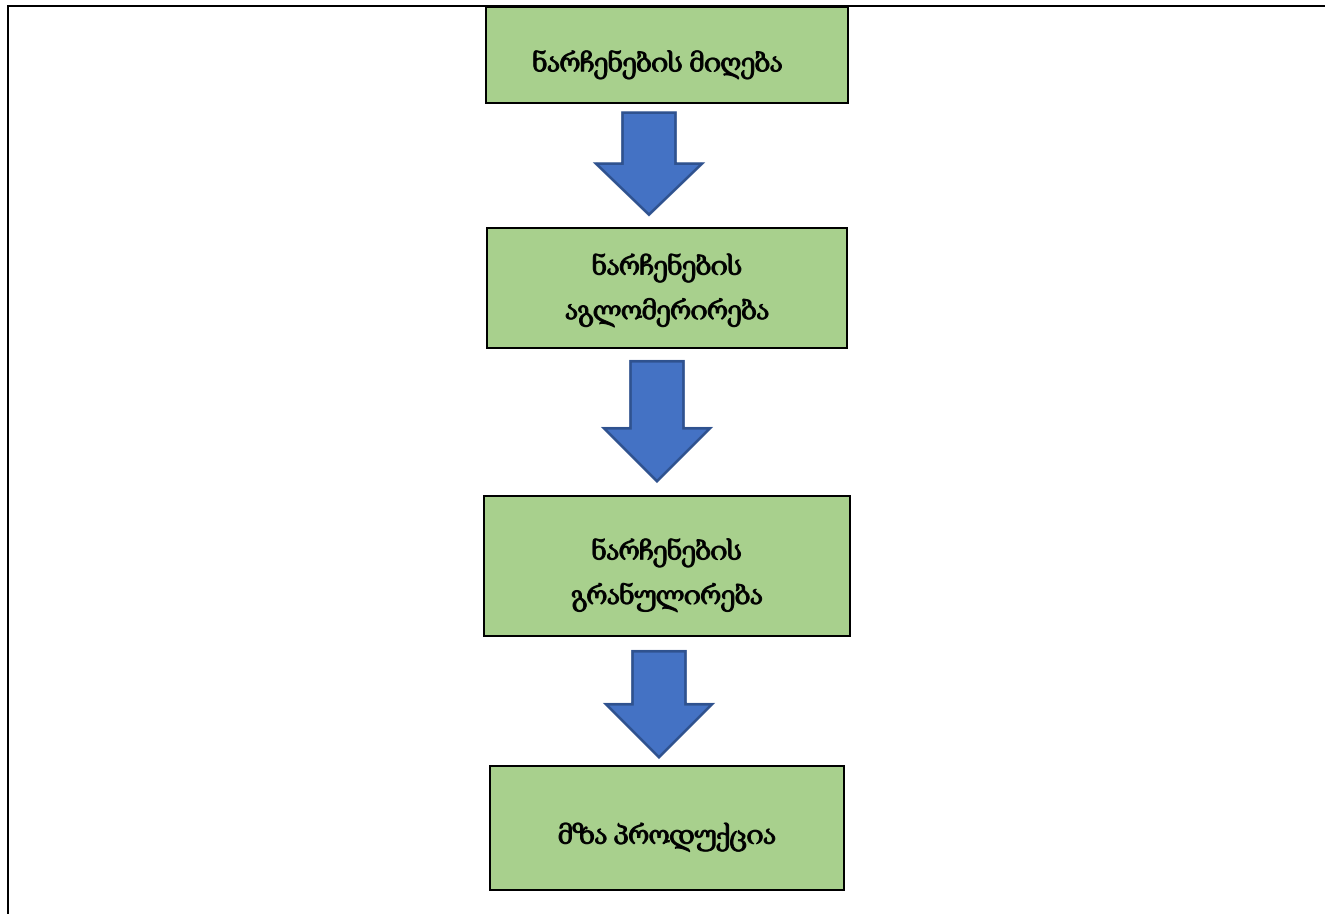 ნარჩენების მიღება
ნარჩენების
აგლომერირება
ნარჩენების
გრანულირება
მზა პროდუქცია